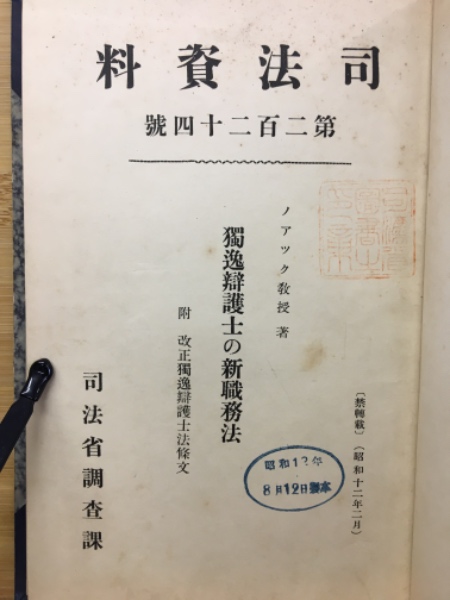 司法資料
第二百二十四號
ノアック教授 著
獨逸辯護士の新職務法
附 改正獨逸辯護士法條文
司法省調査課
〔禁轉載〕(昭和十二年二月)
昭和12年
8月12日製本